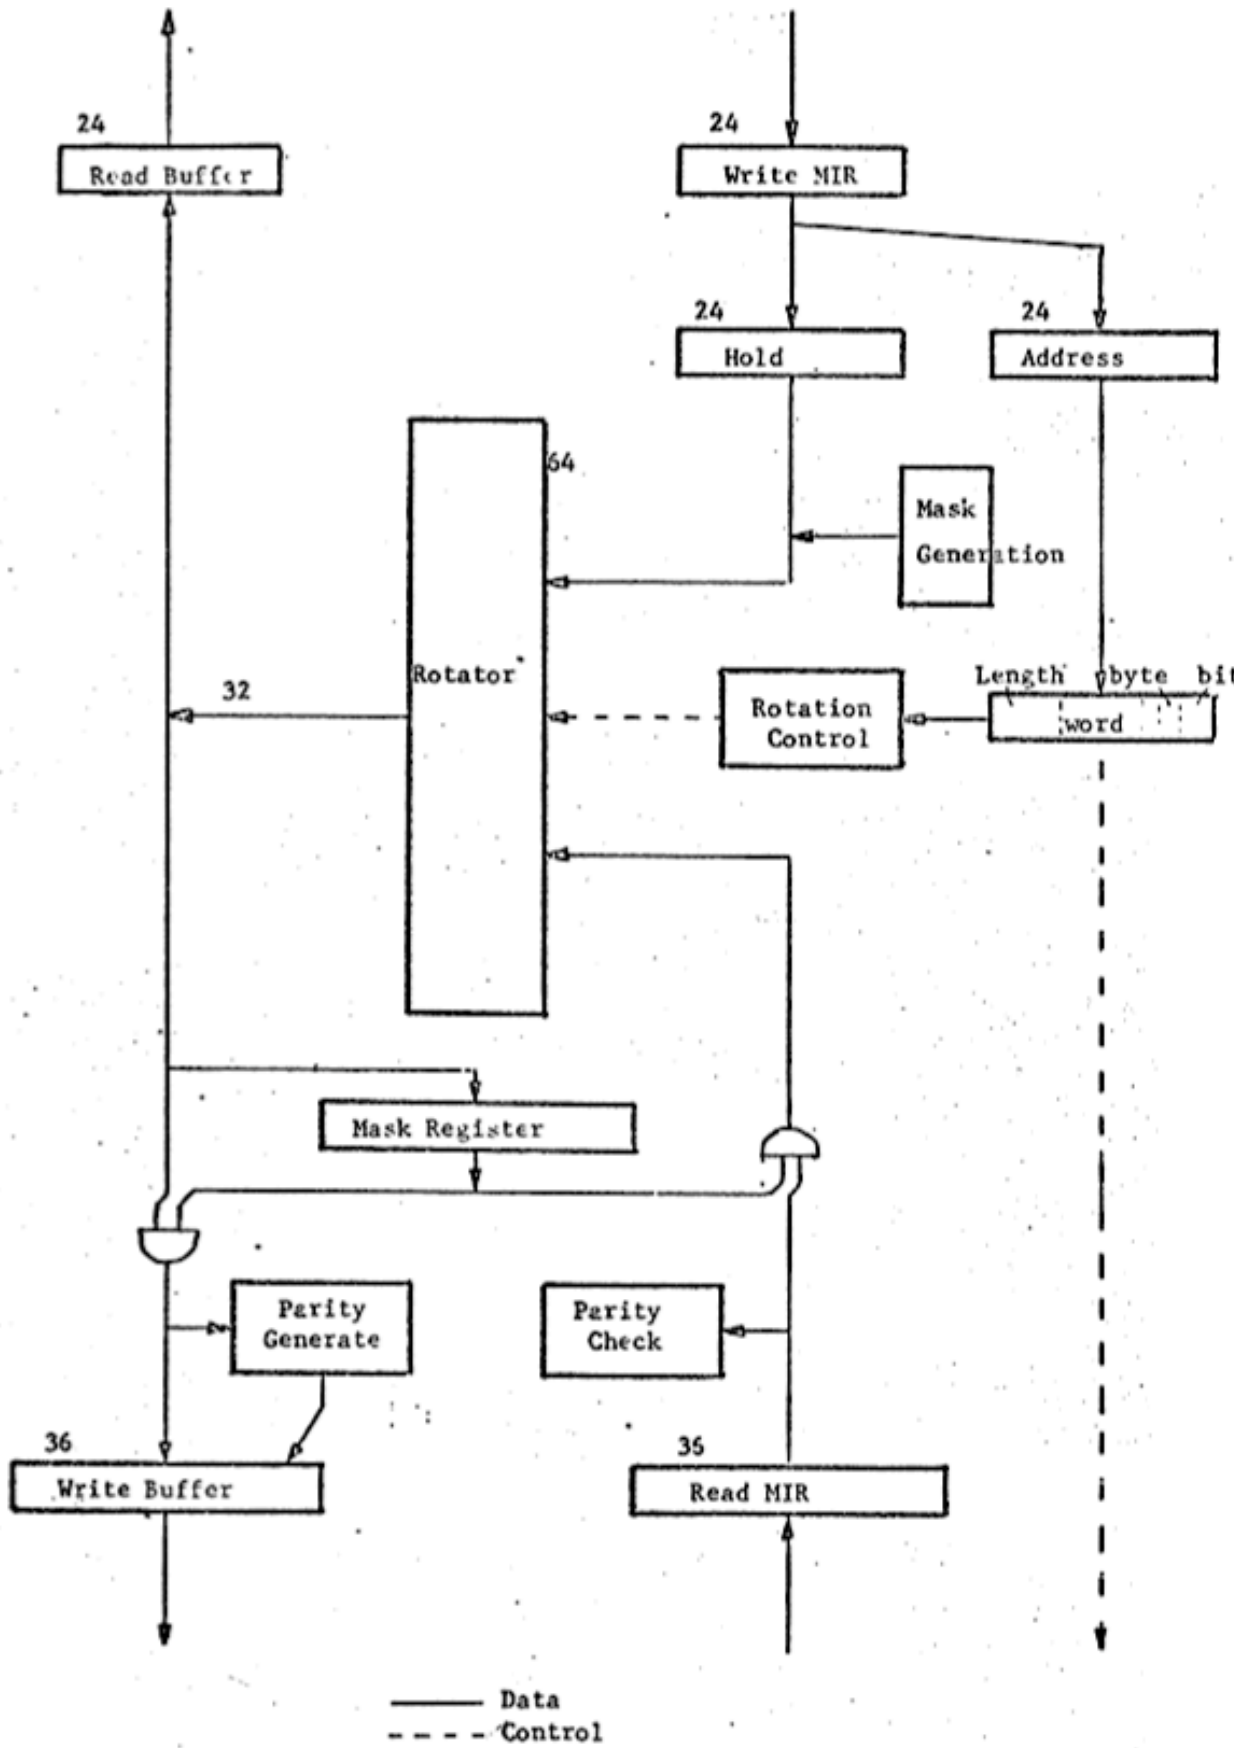 24
Read Buffer
24
Write MIR
24
Hold
24
Address
64
Mask
Generation
Rotator
32
Rotation
Control
Length byte bit
word
Mask Register
Parity
Generate
Parity
Check
36
Write Buffer
36
Read MIR
Data
Control